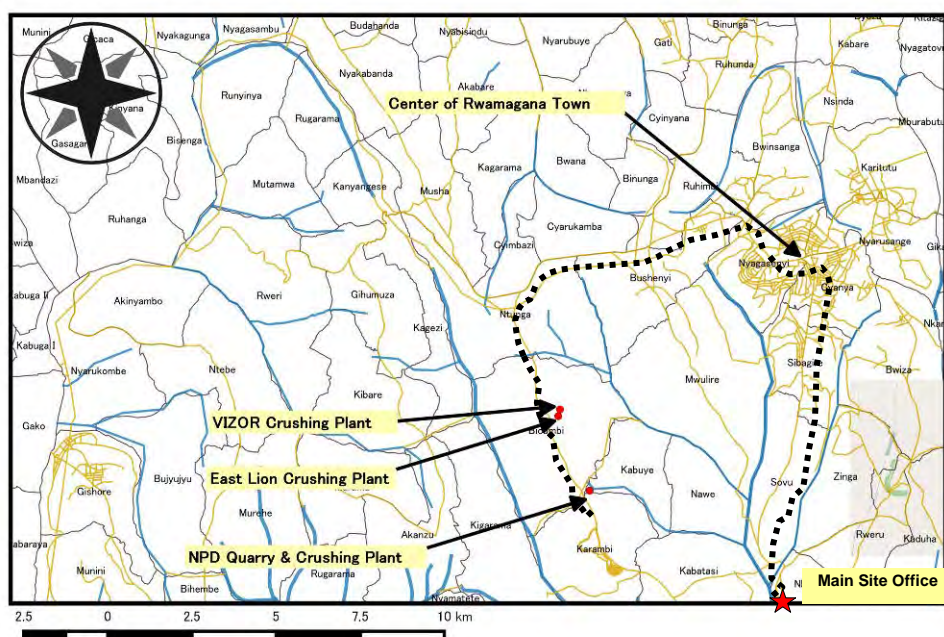 Munini
Nyakagunga
Nyagasambu
Budahanda
Nyabisindu
Nyarubuye
Gati
Binunga
Ruhunda
Kabare
Nyakabanda
Akabare
Runyinya
Rugarama
Center of Rwamagana Town
Cyinyana
Nsinda
Bisenga
Mbandazi
Mutamwa
Kanyangese
Kagarama
Bwana
Bwinsanga
Karitutu
Musha
Binunga
Ruhanga
Cyimbazi
Cyarukamba
Nyarusange
Nyagasenyi
Bushenyi
Akinyambo
Rweri
Gihumuza
Cyanya
Ntunga
Kagezi
Kabuga I
Sibagire
Nyarukombe
Ntebe
Mwulire
Bwiza
Kibare
VIZOR Crushing Plant
Gako
Bicumbi
East Lion Crushing Plant
Kabuye
Gishore
Bujyujyu
Nawe
Sovu
Zinga
Murehe
Kigarama
Akanzu
Rweru
Kaduha
NPD Quarry & Crushing Plant
Karambi
Munini
Rugarama
Kabatasi
Bihembe
Nyamatete
Main Site Office
2.5 0 2.5 5 7.5 10 km